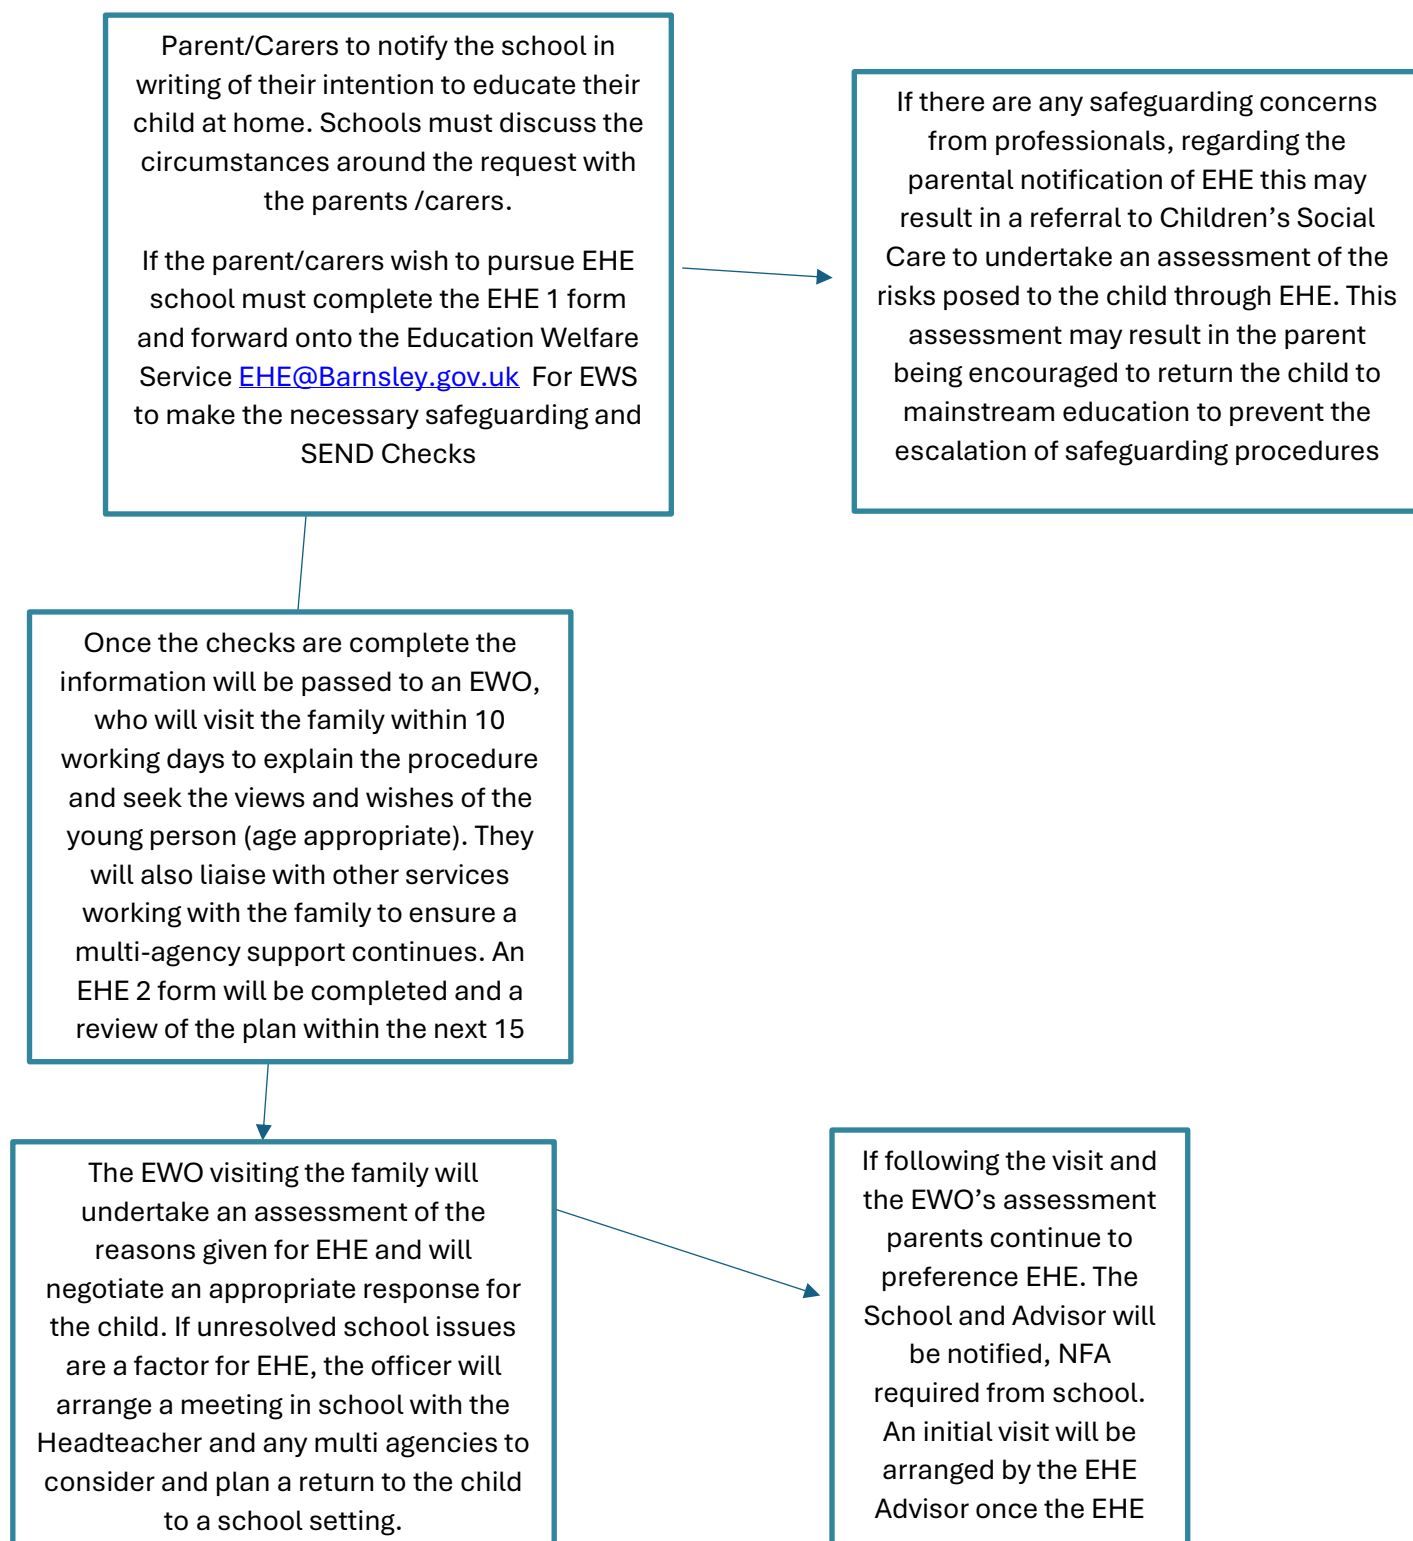 Parent/Carers to notify the school in
writing of their intention to educate their
child at home. Schools must discuss the
circumstances around the request with
the parents /carers.
If the parent/carers wish to pursue EHE
school must complete the EHE 1 form
and forward onto the Education Welfare
Service EHE@Barnsley.gov.uk For EWS
to make the necessary safeguarding and
SEND Checks
If there are any safeguarding concerns
from professionals, regarding the
parental notification of EHE this may
result in a referral to Children’s Social
Care to undertake an assessment of the
risks posed to the child through EHE. This
assessment may result in the parent
being encouraged to return the child to
mainstream education to prevent the
escalation of safeguarding procedures
Once the checks are complete the
information will be passed to an EWO,
who will visit the family within 10
working days to explain the procedure
and seek the views and wishes of the
young person (age appropriate). They
will also liaise with other services
working with the family to ensure a
multi-agency support continues. An
EHE 2 form will be completed and a
review of the plan within the next 15
The EWO visiting the family will
undertake an assessment of the
reasons given for EHE and will
negotiate an appropriate response for
the child. If unresolved school issues
are a factor for EHE, the officer will
arrange a meeting in school with the
Headteacher and any multi agencies to
consider and plan a return to the child
to a school setting.
If following the visit and
the EWO’s assessment
parents continue to
preference EHE. The
School and Advisor will
be notified, NFA
required from school.
An initial visit will be
arranged by the EHE
Advisor once the EHE